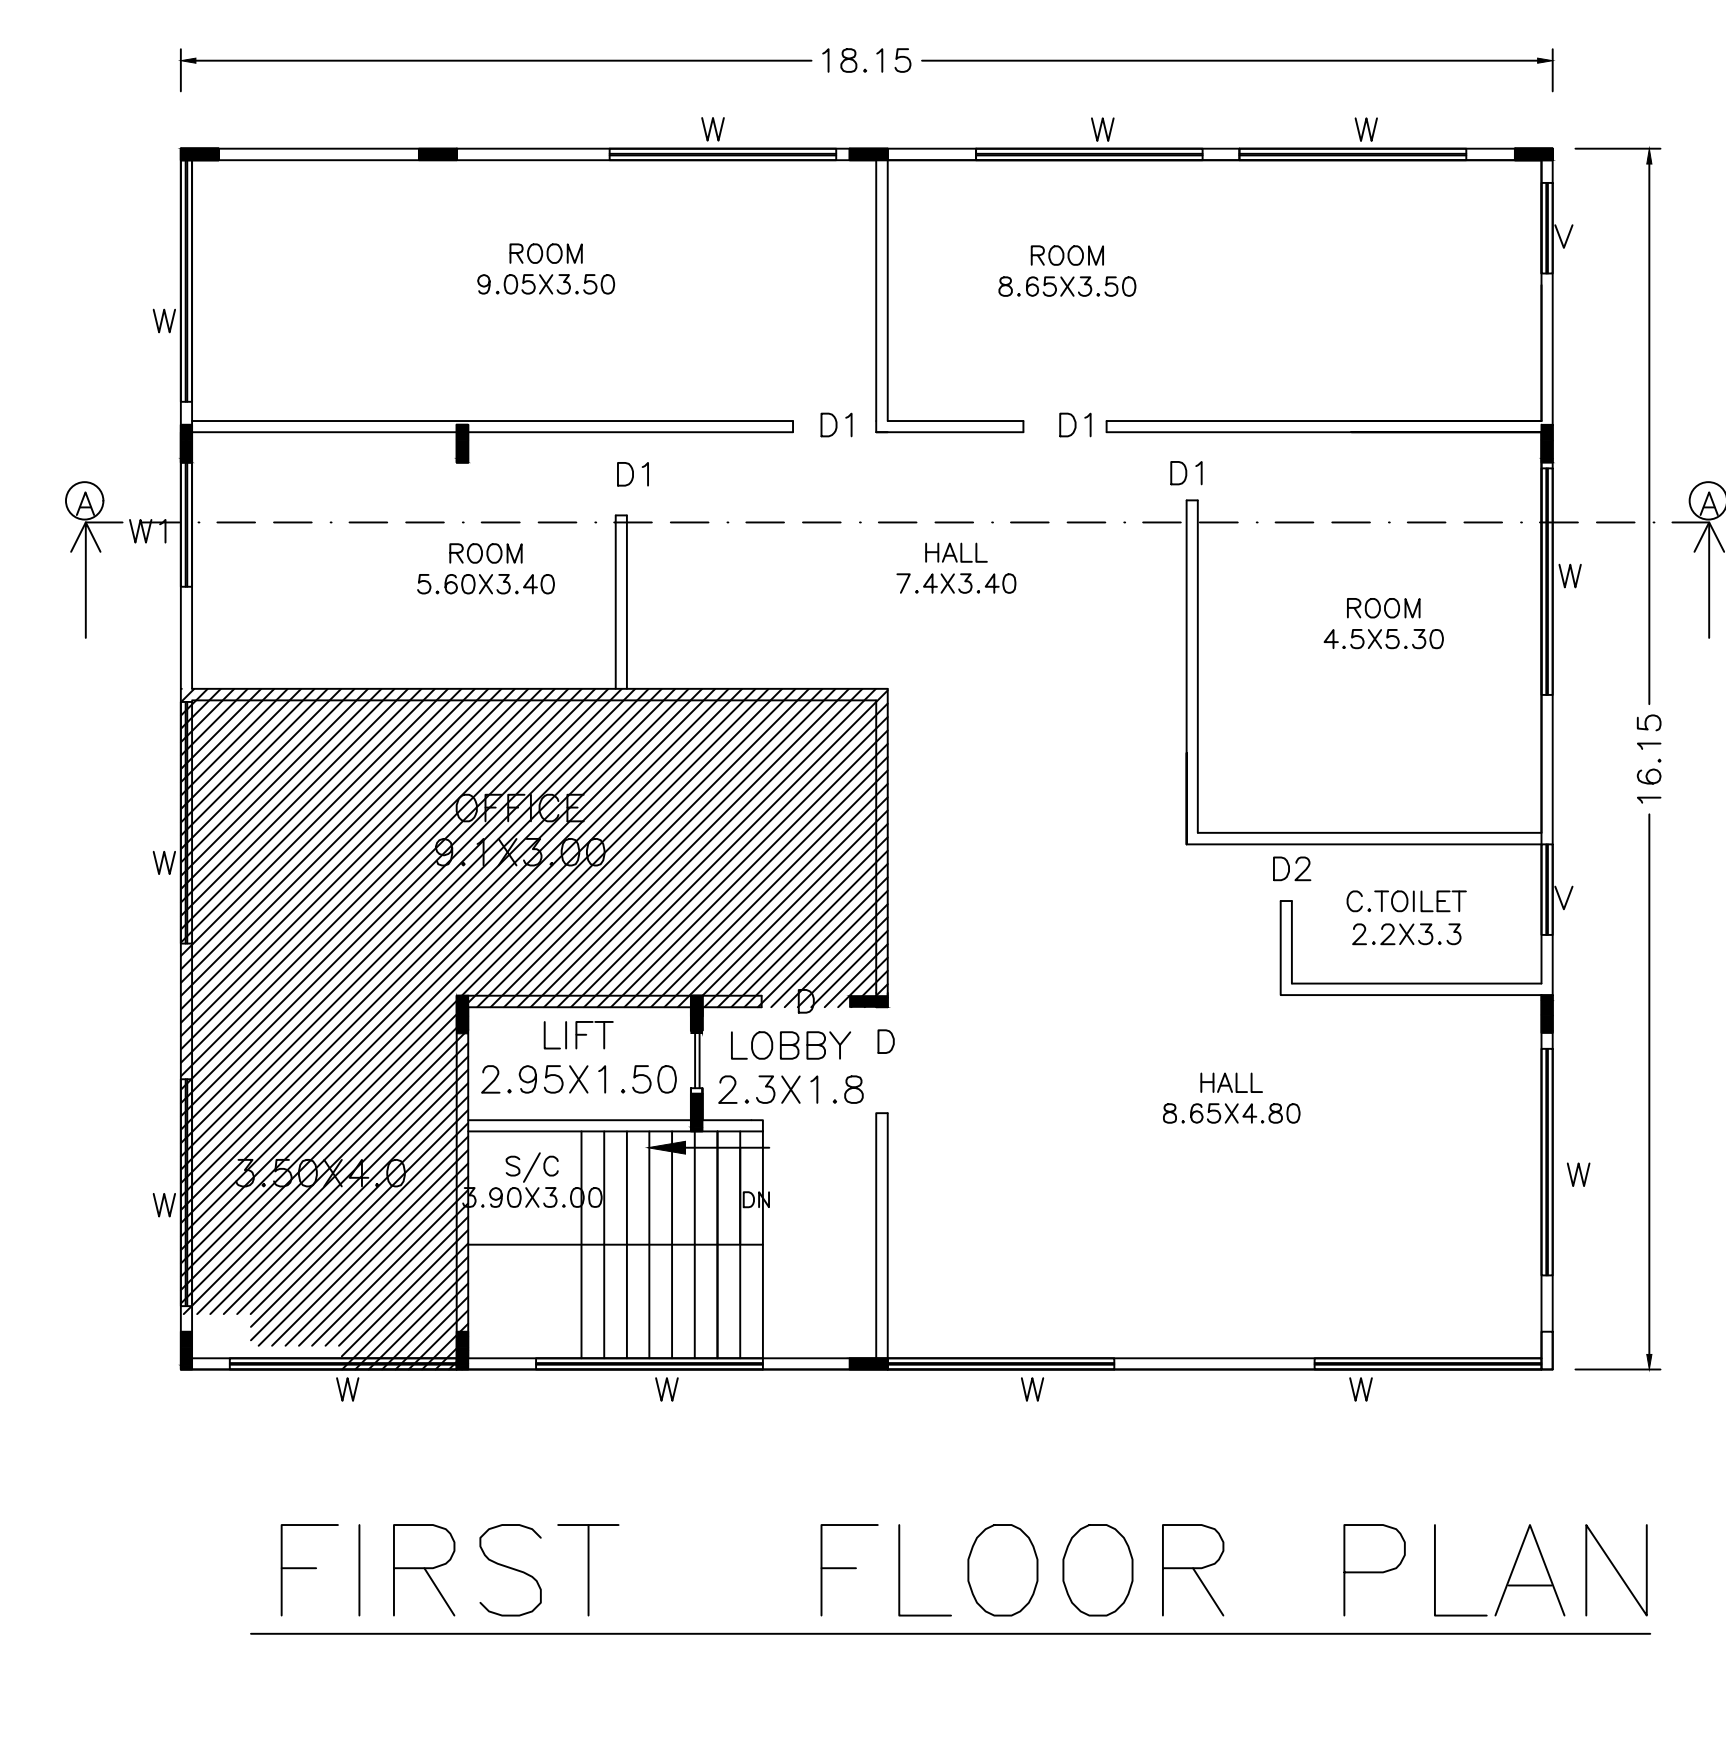 18.15
W
W
W
V
ROOM
9.05X3.50
ROOM
8.65X3.50
W
D1
D1
D1
D1
A
A
W1
ROOM
5.60X3.40
HALL
7.4X3.40
W
ROOM
4.5X5.30
16.15
OFFICE
9.1X3.00
W
D2
C.TOILET
2.2X3.3
V
D
LIFT
2.95X1.50
LOBBY
2.3X1.8
D
HALL
8.65X4.80
3.50X4.0
W
S/C
3.90X3.00
DN
W
W
W
W
W
FIRST FLOOR PLAN